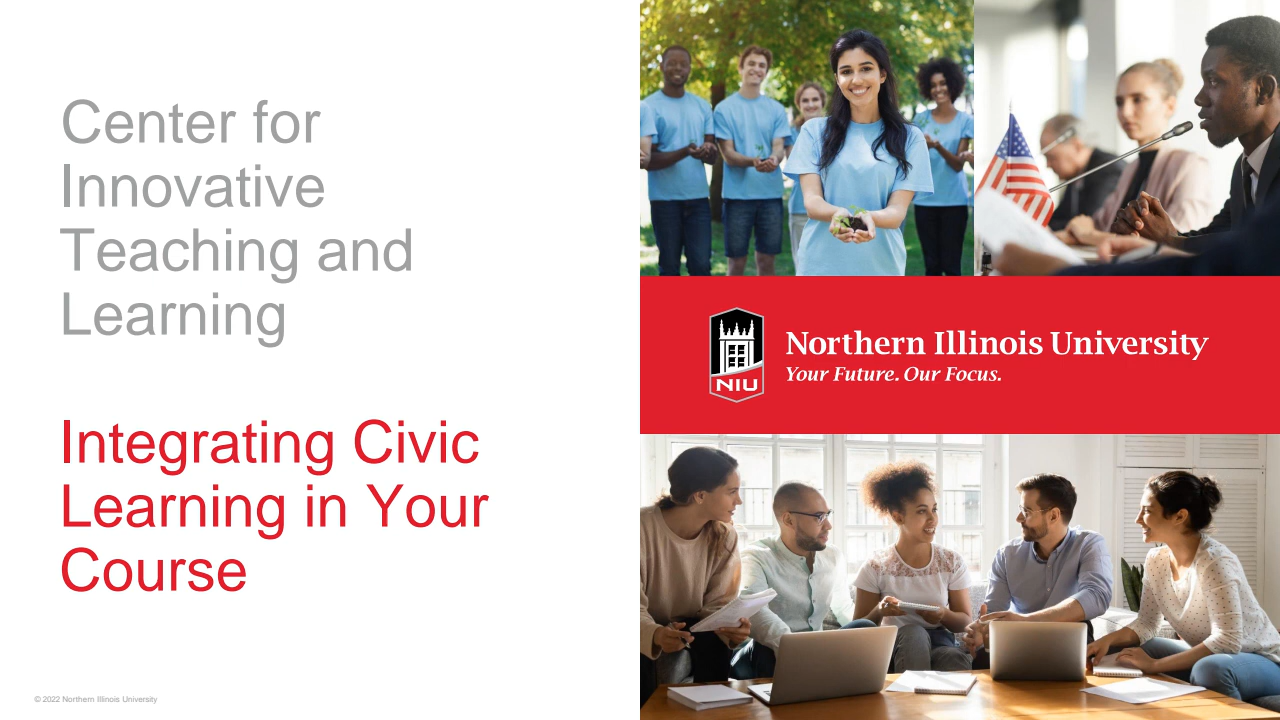 Center for
Innovative
Teaching and
Learning
Integrating Civic
Learning in Your
Course
© 2022 Northern Illinois University
NIU
Northern Illinois University
Your Future. Our Focus.